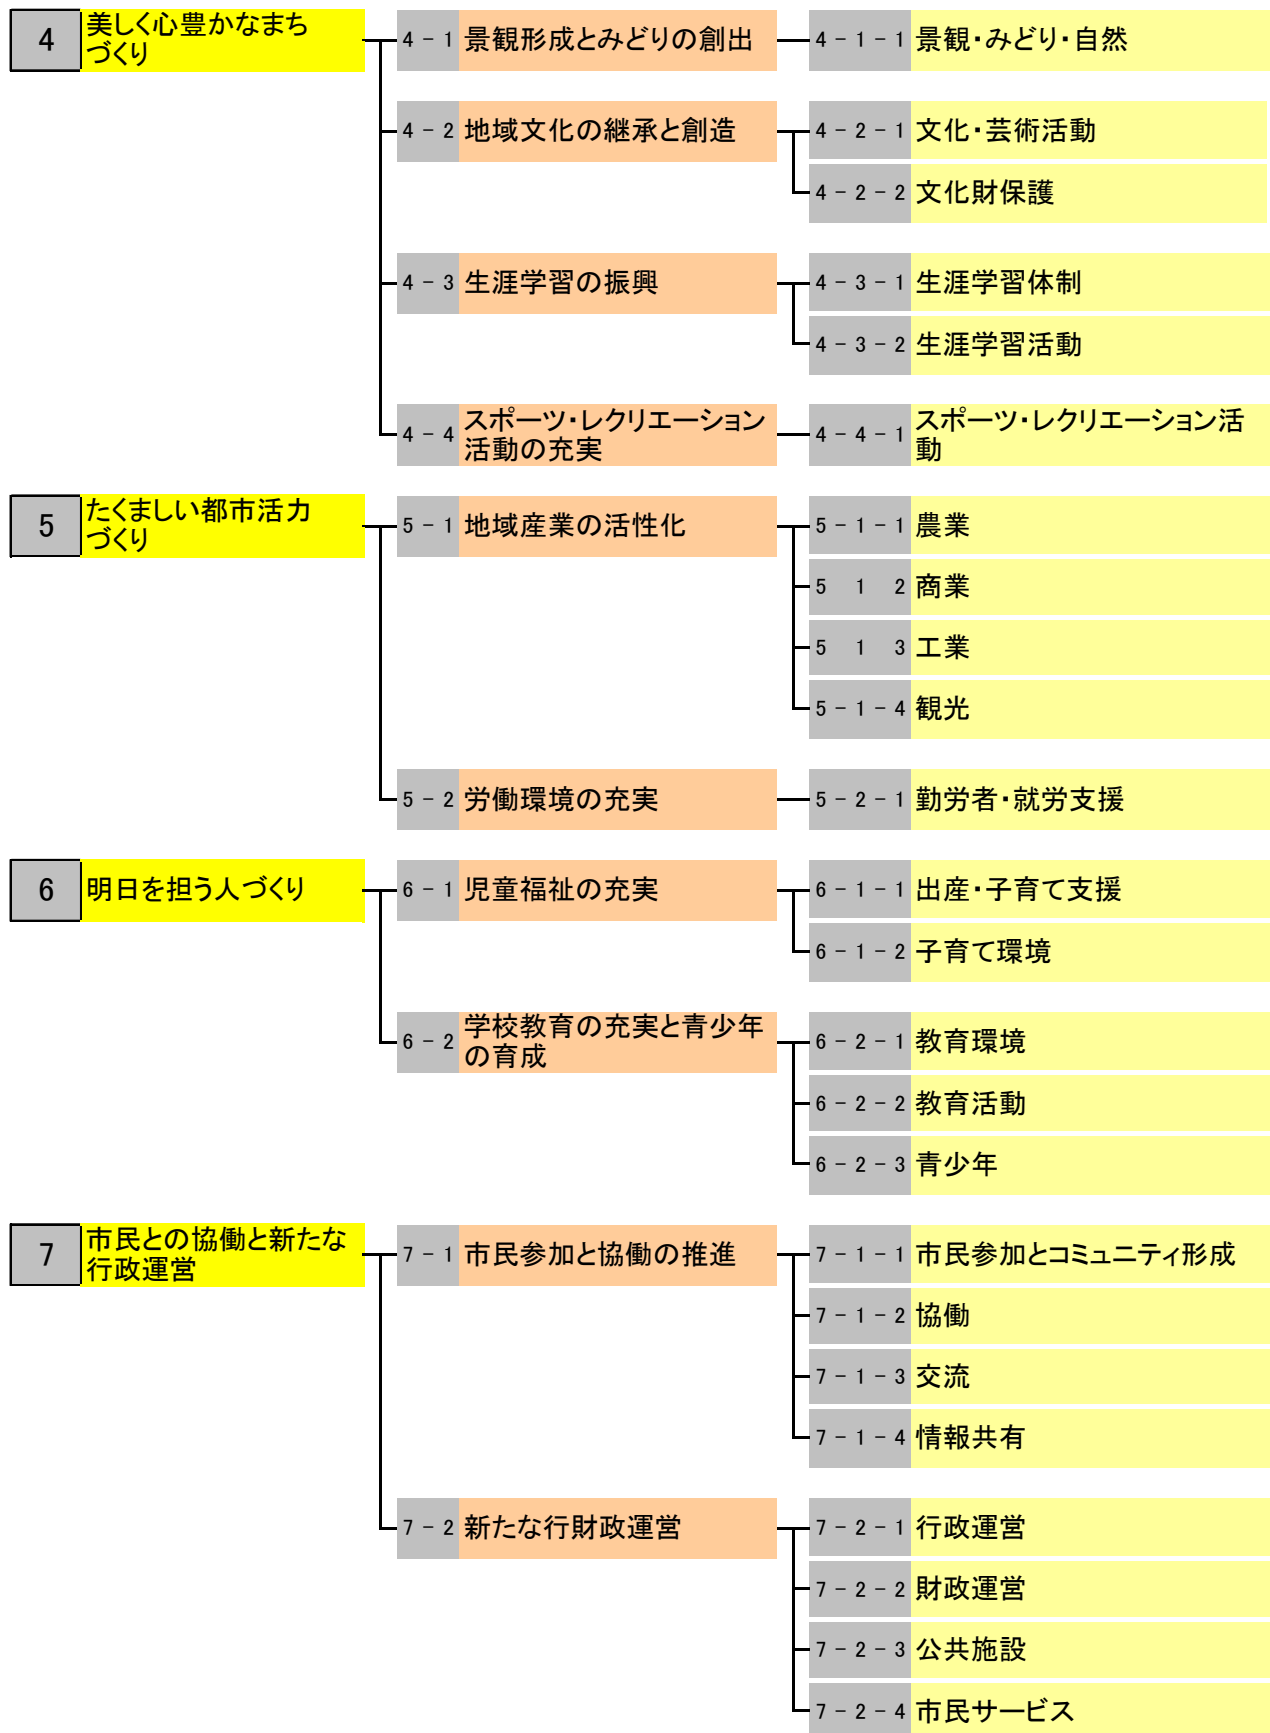 4 美しく心豊かなまち
づくり
4 - 1 景観形成とみどりの創出
4 - 1 - 1 景観・みどり・自然
4 - 2 地域文化の継承と創造
4 - 2 - 1 文化・芸術活動
4 - 2 - 2 文化財保護
4 - 3 生涯学習の振興
4 - 3 - 1 生涯学習体制
4 - 3 - 2 生涯学習活動
4 - 4 スポーツ・レクリエーション
活動の充実
4 - 4 - 1 スポーツ・レクリエーション活
動
5 たくましい都市活力
づくり
5 - 1 地域産業の活性化
5 - 1 - 1 農業
5 1 2 商業
5 1 3 工業
5 - 1 - 4 観光
5 - 2 労働環境の充実
5 - 2 - 1 勤労者・就労支援
6 明日を担う人づくり
6 - 1 児童福祉の充実
6 - 1 - 1 出産・子育て支援
6 - 1 - 2 子育て環境
6 - 2 学校教育の充実と青少年
の育成
6 - 2 - 1 教育環境
6 - 2 - 2 教育活動
6 - 2 - 3 青少年
7 市民との協働と新たな
行政運営
7 - 1 市民参加と協働の推進
7 - 1 - 1 市民参加とコミュニティ形成
7 - 1 - 2 協働
7 - 1 - 3 交流
7 - 1 - 4 情報共有
7 - 2 新たな行財政運営
7 - 2 - 1 行政運営
7 - 2 - 2 財政運営
7 - 2 - 3 公共施設
7 - 2 - 4 市民サービス